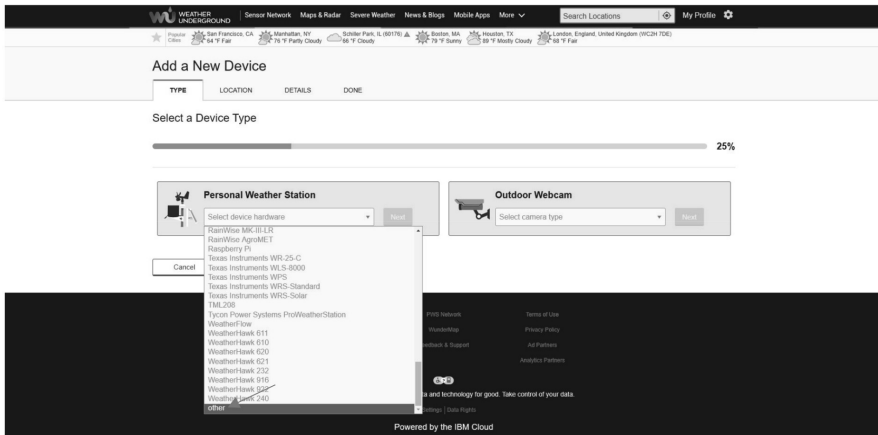 WEATHER UNDERGROUND
Sensor Network Maps & Radar Severe Weather News & Blogs Mobile Apps More Search Locations My Profile
Popular Cities San Francisco, CA 64 °F Fair Manhattan, NY 76 °F Partly Cloudy Schiller Park, IL (60176) 66 °F Cloudy Boston, MA 79 °F Sunny Houston, TX 89 °F Mostly Cloudy London, England, United Kingdom (WC2H 7DE) 68 °F Fair
Add a New Device
TYPE LOCATION DETAILS DONE
Select a Device Type
25%
Personal Weather Station
Select device hardware Next
Outdoor Webcam
Select camera type Next
RainWise MK-III-LR
RainWise AgroMET
Raspberry Pi
Texas Instruments WR-25-C
Texas Instruments WLS-8000
Texas Instruments WPS
Texas Instruments WRS-Standard
Texas Instruments WRS-Solar
TML208
Tycon Power Systems ProWeatherStation
WeatherFlow
WeatherHawk 611
WeatherHawk 610
WeatherHawk 620
WeatherHawk 621
WeatherHawk 232
WeatherHawk 916
WeatherHawk 922
WeatherHawk 240
other
Cancel
PWS Network Terms of Use
WunderMap Privacy Policy
& Support Ad Partners
Analytics Partners
and technology for good. Take control of your data.
Settings | Data Rights
Powered by the IBM Cloud